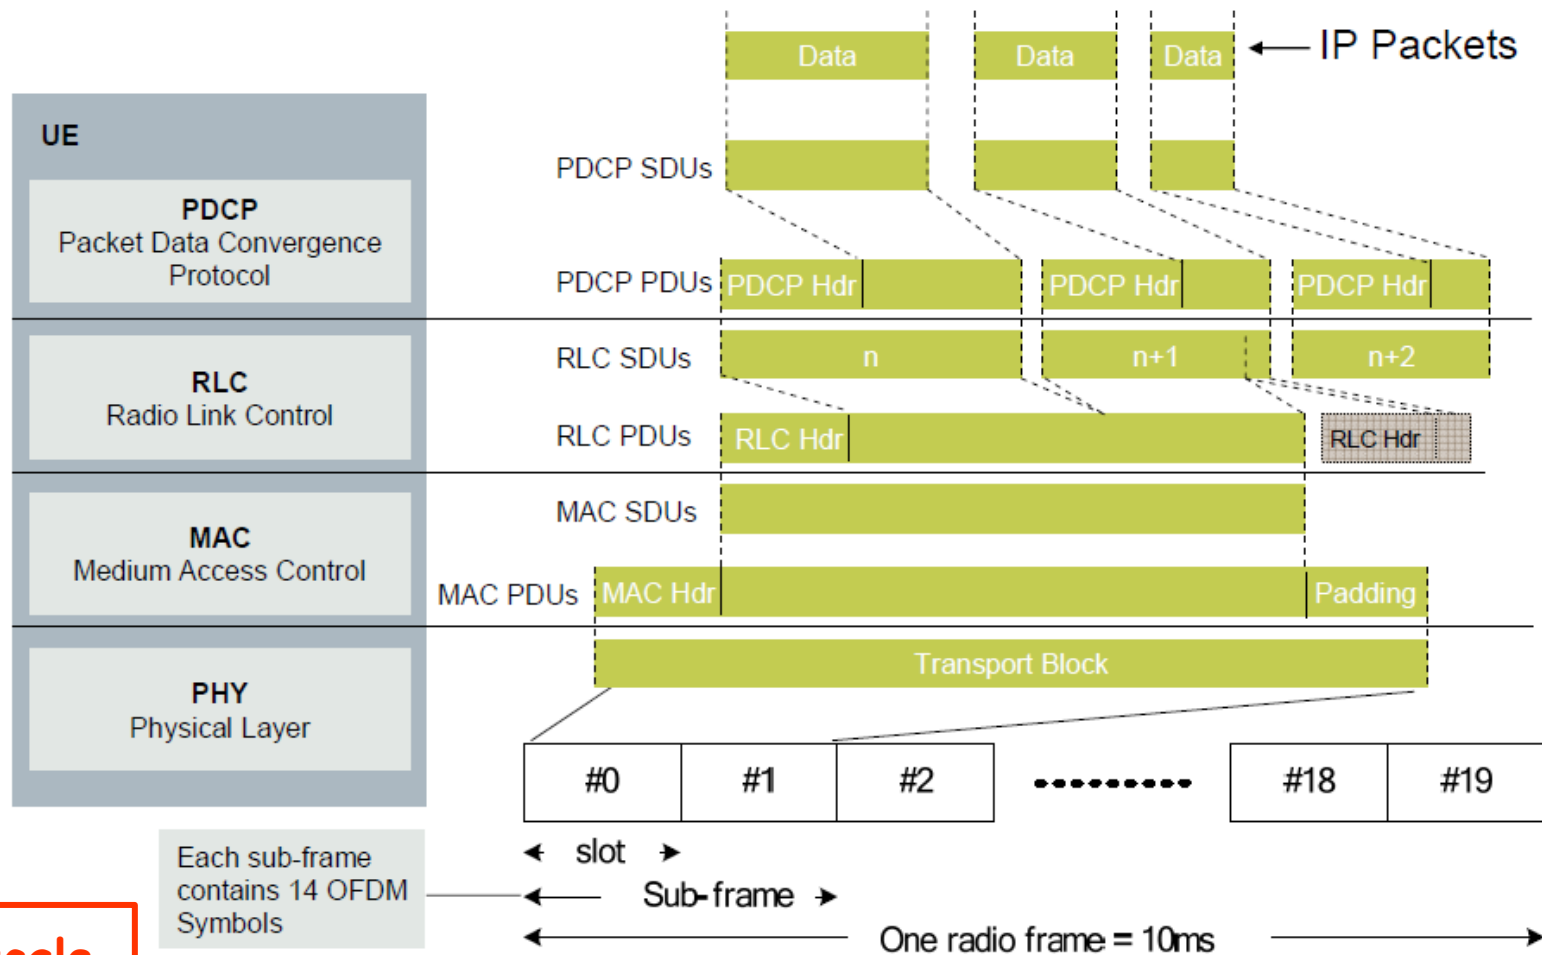 Data
Data
Data
IP Packets
UE
PDCP SDUs
PDCP
Packet Data Convergence
Protocol
PDCP PDUs
PDCP Hdr
PDCP Hdr
PDCP Hdr
RLC SDUs
n
n+1
n+2
RLC
Radio Link Control
RLC PDUs
RLC Hdr
RLC Hdr
MAC SDUs
MAC
Medium Access Control
MAC PDUs
MAC Hdr
Padding
Transport Block
PHY
Physical Layer
#0
#1
#2
#18
#19
Each sub-frame
contains 14 OFDM
Symbols
slot
Sub-frame
One radio frame = 10ms